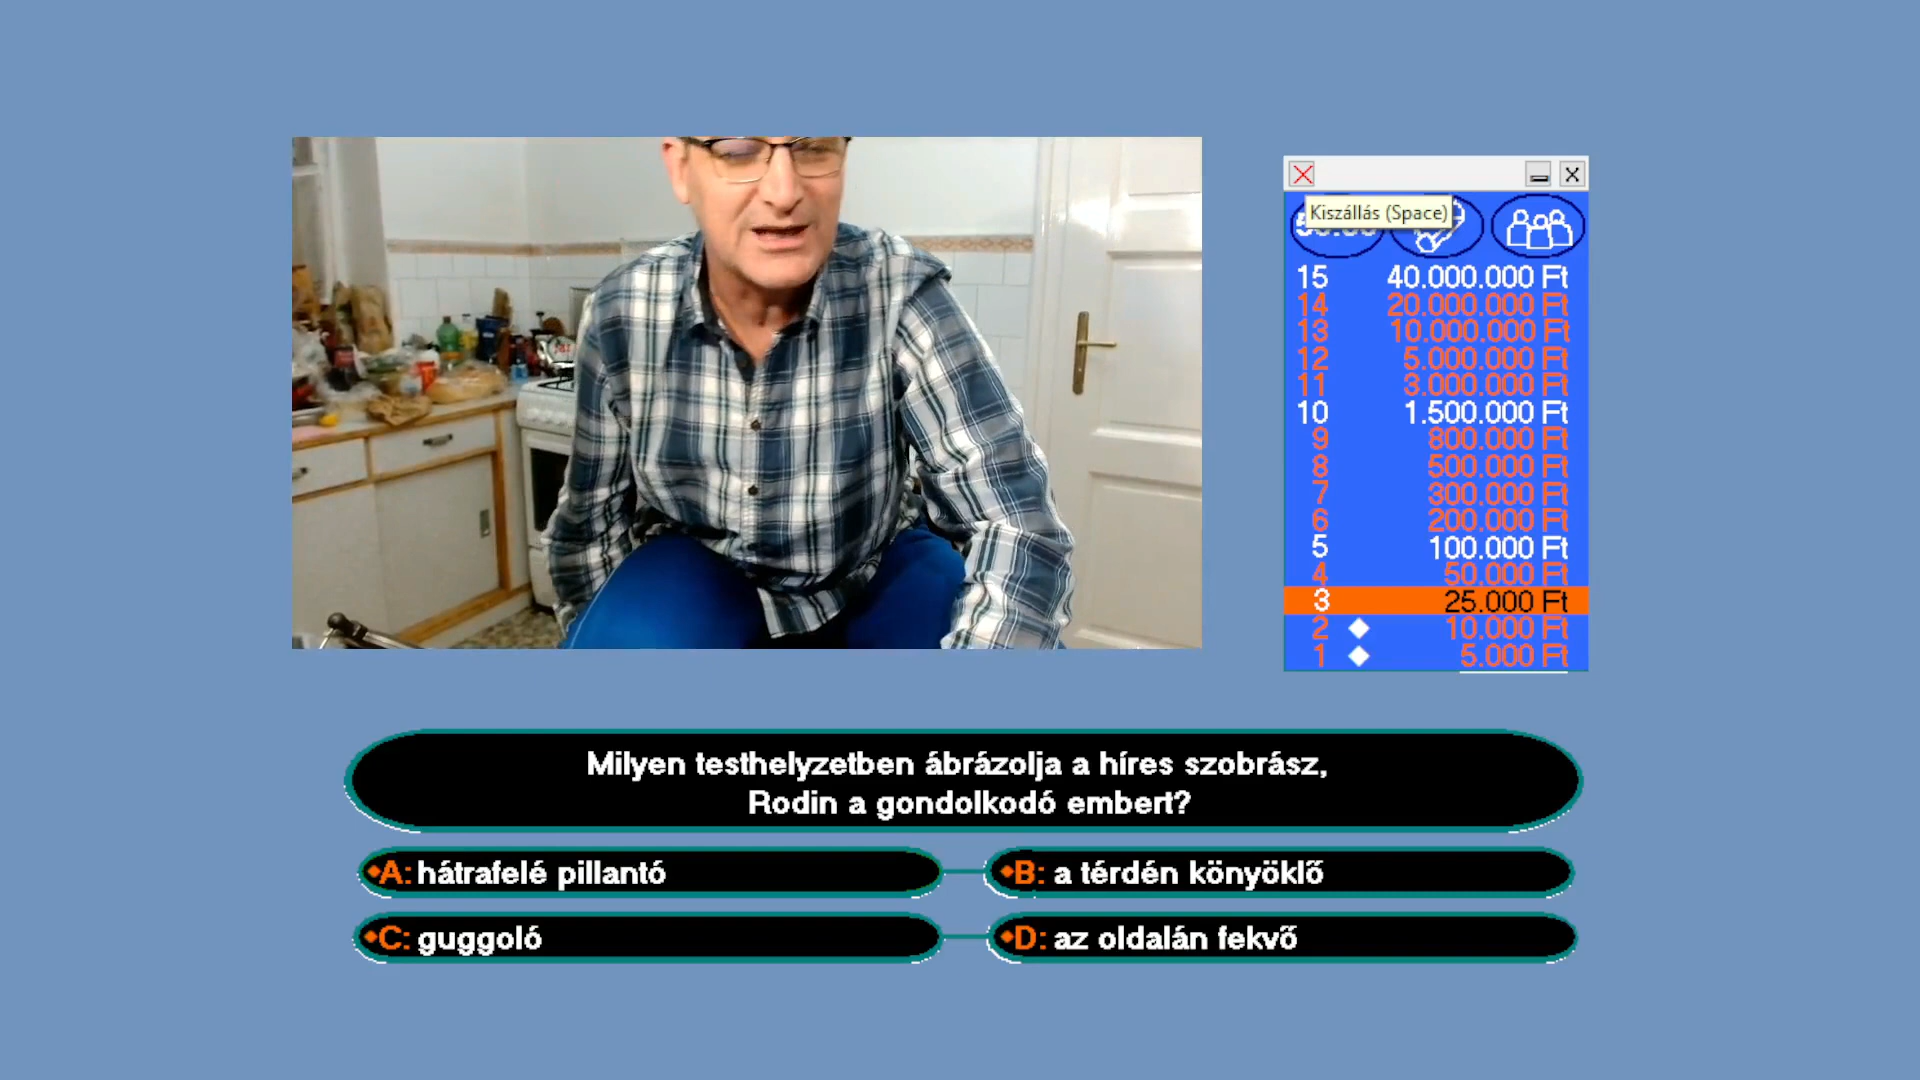 Kiszállás (Space)
15 40.000.000 Ft
14 20.000.000 Ft
13 10.000.000 Ft
12 5.000.000 Ft
11 3.000.000 Ft
10 1.500.000 Ft
9 800.000 Ft
8 500.000 Ft
7 300.000 Ft
6 200.000 Ft
5 100.000 Ft
4 50.000 Ft
3 25.000 Ft
2 10.000 Ft
1 5.000 Ft
Milyen testhelyzetben ábrázolja a híres szobrász,
Rodin a gondolkodó embert?
A: hátrafelé pillantó
B: a térdén könyöklő
C: guggoló
D: az oldalán fekvő